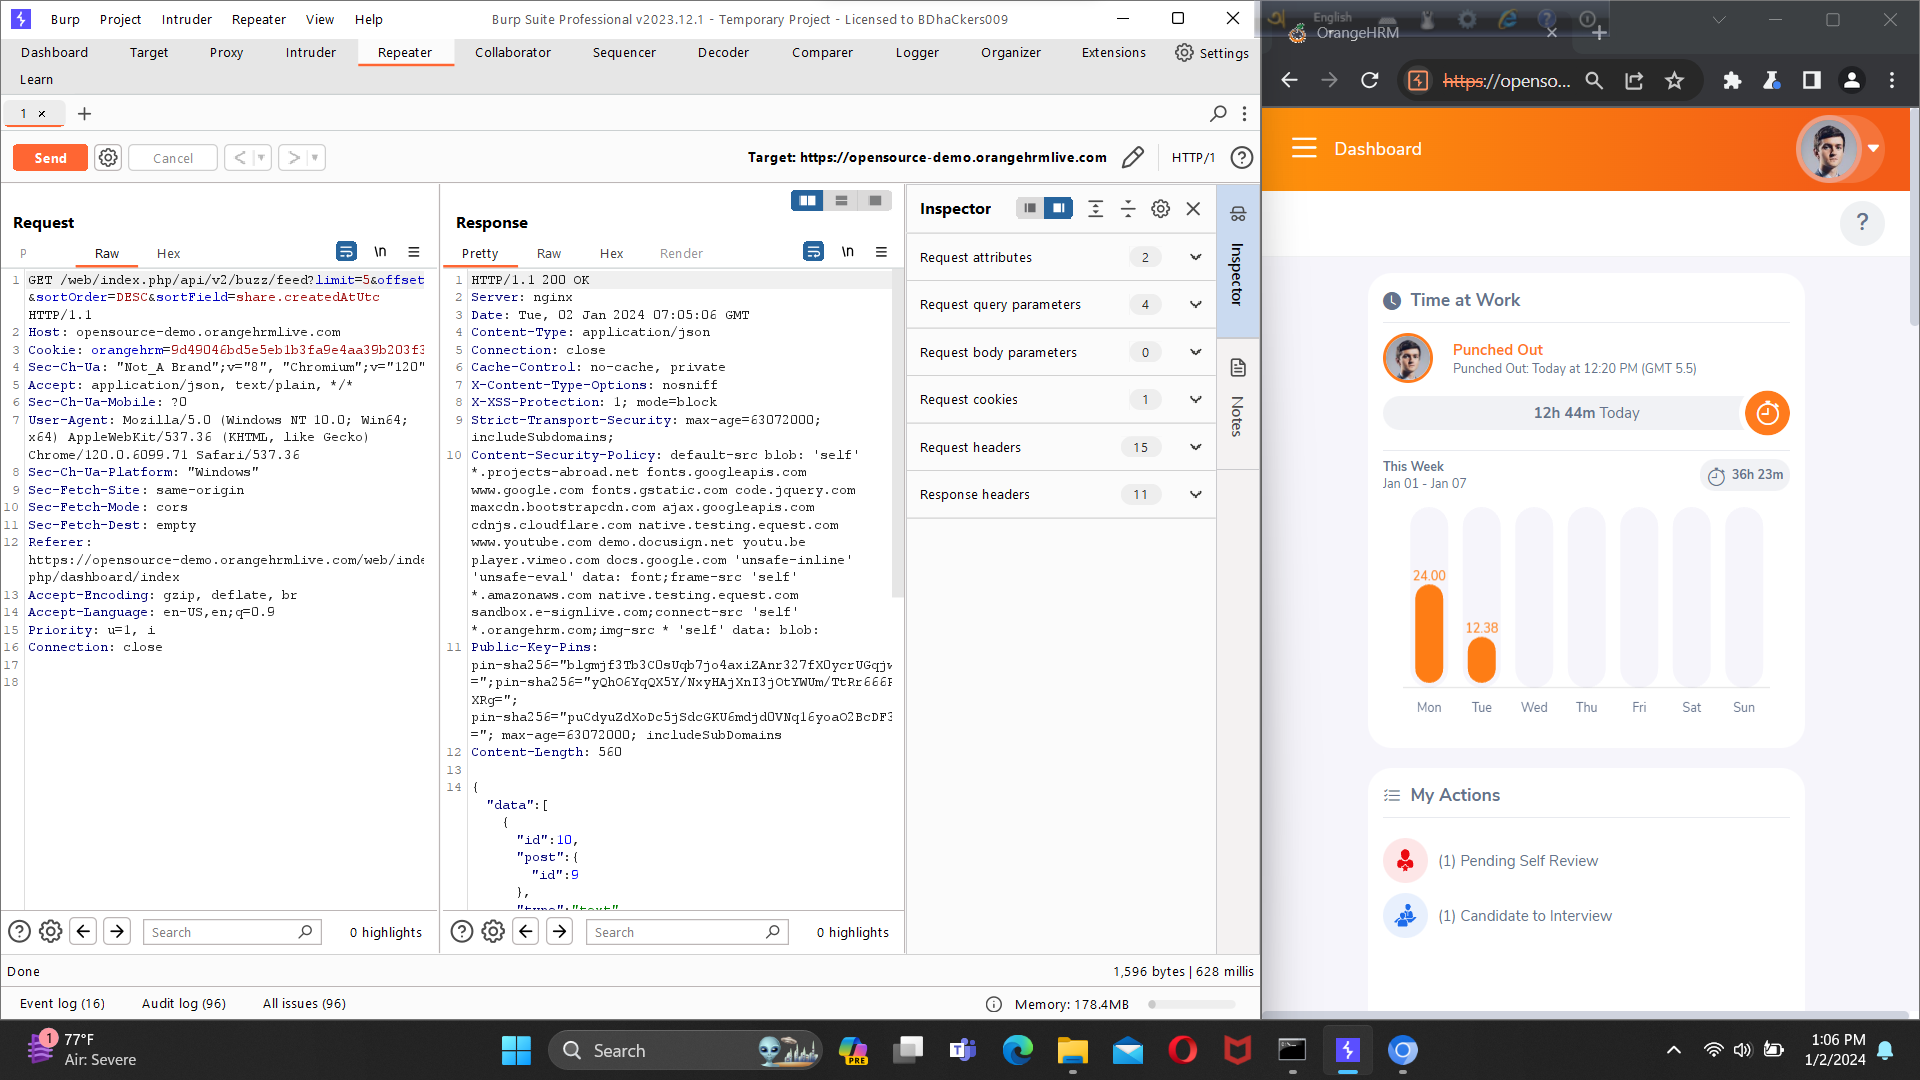 Burp Project Intruder Repeater View Help Burp Suite Professional v2023.12.1 - Temporary Project - Licensed to BDhaCkers009
Dashboard Target Proxy Intruder Repeater Collaborator Sequencer Decoder Comparer Logger Organizer Extensions Settings
Learn
1 × +
Send Cancel < > Target: https://opensource-demo.orangehrmlive.com HTTP/1 ?
Request
P Raw Hex \n
1 GET /web/index.php/api/v2/buzz/feed?limit=5&offset
&sortOrder=DESC&sortField=share.createdAtUtc
HTTP/1.1
2 Host: opensource-demo.orangehrmlive.com
3 Cookie: orangehrm=9d49046bd5e5eb1b3fa9e4aa39b203f3
4 Sec-Ch-Ua: "Not_A Brand";v="8", "Chromium";v="120"
5 Accept: application/json, text/plain, */*
6 Sec-Ch-Ua-Mobile: ?0
7 User-Agent: Mozilla/5.0 (Windows NT 10.0; Win64;
x64) AppleWebKit/537.36 (KHTML, like Gecko)
Chrome/120.0.6099.71 Safari/537.36
8 Sec-Ch-Ua-Platform: "Windows"
9 Sec-Fetch-Site: same-origin
10 Sec-Fetch-Mode: cors
11 Sec-Fetch-Dest: empty
12 Referer:
https://opensource-demo.orangehrmlive.com/web/inde
php/dashboard/index
13 Accept-Encoding: gzip, deflate, br
14 Accept-Language: en-US,en;q=0.9
15 Priority: u=1, i
16 Connection: close
17
18
? Search 0 highlights
Response
Pretty Raw Hex Render \n
1 HTTP/1.1 200 OK
2 Server: nginx
3 Date: Tue, 02 Jan 2024 07:05:06 GMT
4 Content-Type: application/json
5 Connection: close
6 Cache-Control: no-cache, private
7 X-Content-Type-Options: nosniff
8 X-XSS-Protection: 1; mode=block
9 Strict-Transport-Security: max-age=63072000;
includeSubdomains;
10 Content-Security-Policy: default-src blob: 'self'
*.projects-abroad.net fonts.googleapis.com
www.google.com fonts.gstatic.com code.jquery.com
maxcdn.bootstrapcdn.com ajax.googleapis.com
cdnjs.cloudflare.com native.testing.equest.com
www.youtube.com demo.docusign.net youtu.be
player.vimeo.com docs.google.com 'unsafe-inline'
'unsafe-eval' data: font;frame-src 'self'
*.amazonaws.com native.testing.equest.com
sandbox.e-signlive.com;connect-src 'self'
*.orangehrm.com;img-src * 'self' data: blob:
11 Public-Key-Pins:
pin-sha256="blgmjf3Tb3C0sUqb7jo4axiZAnr327fXOycrUGqjw
=";pin-sha256="yQhO6YqQX5Y/NxyHAjXnI3jOtYWUm/TtRr666F
XRg=";
pin-sha256="puCdyuZdXoDc5jSdcGKU6mdjd0VNq16yoaO2BcDF3
="; max-age=63072000; includeSubDomains
12 Content-Length: 560
13
14 {
"data":[
{
"id":10,
"post":{
"id":9
},
"type":"text"
? Search 0 highlights
Inspector
Request attributes 2
Request query parameters 4
Request body parameters 0
Request cookies 1
Request headers 15
Response headers 11
Inspector
Notes
Done 1,596 bytes | 628 millis
Event log (16) Audit log (96) All issues (96) Memory: 178.4MB
English
OrangeHRM × +
https://openso...
Dashboard
?
Time at Work
Punched Out
Punched Out: Today at 12:20 PM (GMT 5.5)
12h 44m Today
This Week
Jan 01 - Jan 07
36h 23m
24.00
12.38
Mon Tue Wed Thu Fri Sat Sun
My Actions
(1) Pending Self Review
(1) Candidate to Interview
1 77°F
Air: Severe
Search
PRE
1:06 PM
1/2/2024